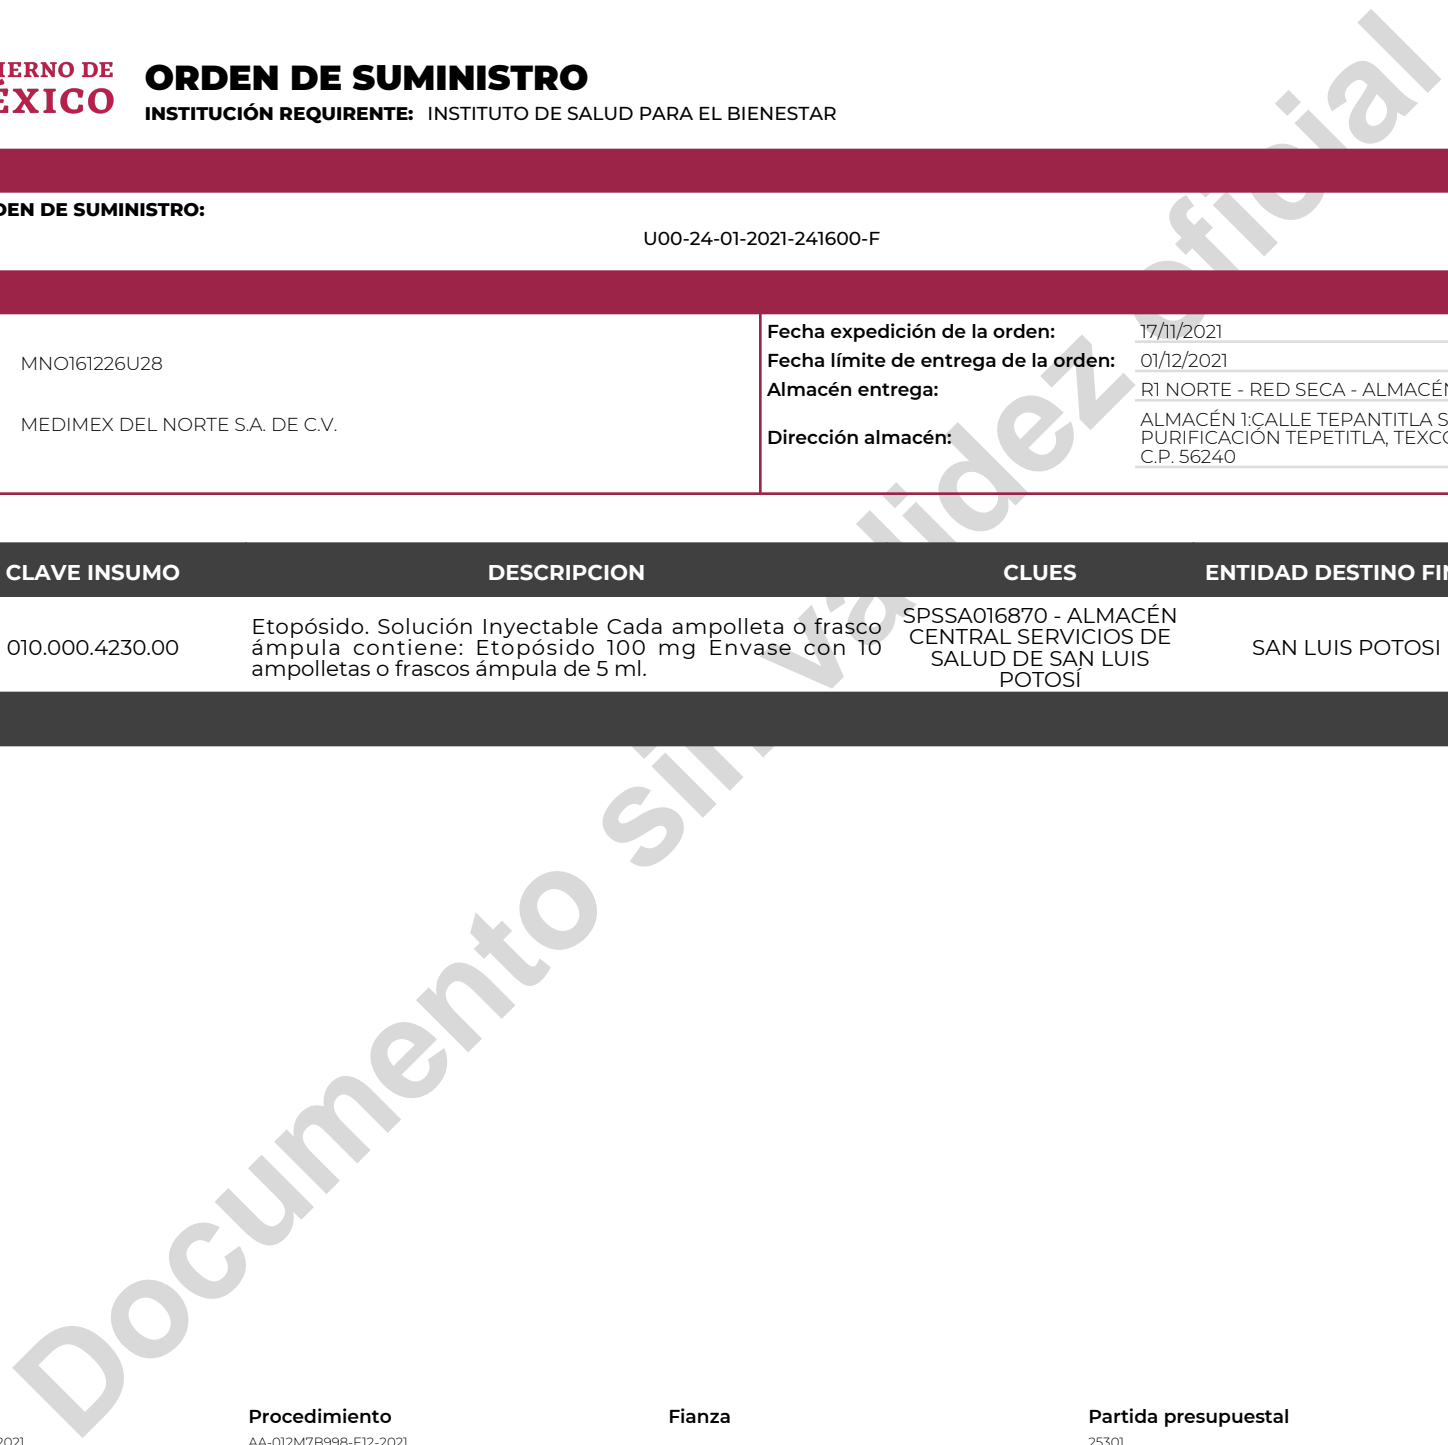 ORDEN DE SUMINISTRO
INSTITUCIÓN REQUIRENTE: INSTITUTO DE SALUD PARA EL BIENESTAR
DE
ÉXICO
DE SUMINISTRO:
U00-24-01-2021-241600-F
MNO161226U28
MEDIMEX DEL NORTE S.A. DE C.V.
Fecha expedición de la orden: 17/11/2021
Fecha límite de entrega de la orden: 01/12/2021
Almacén entrega: R1 NORTE - RED SECA - ALMACÉN
Dirección almacén: ALMACÉN 1:CALLE TEPANTITLA
PURIFICACIÓN TEPETITLA,
C.P. 56240
CLAVE INSUMO DESCRIPCION CLUES ENTIDAD DESTINO
010.000.4230.00
Etopósido. Solución Inyectable Cada ampolleta o frasco
ámpula contiene: Etopósido 100 mg Envase con 10
ampolletas o frascos ámpula de 5 ml.
SPSSA016870 - ALMACÉN
CENTRAL SERVICIOS DE
SALUD DE SAN LUIS
POTOSÍ
SAN LUIS POTOSI
Documento sin validez oficial
Procedimiento Fianza Partida presupuestal
AA-012M7B998-E12-2021 25301